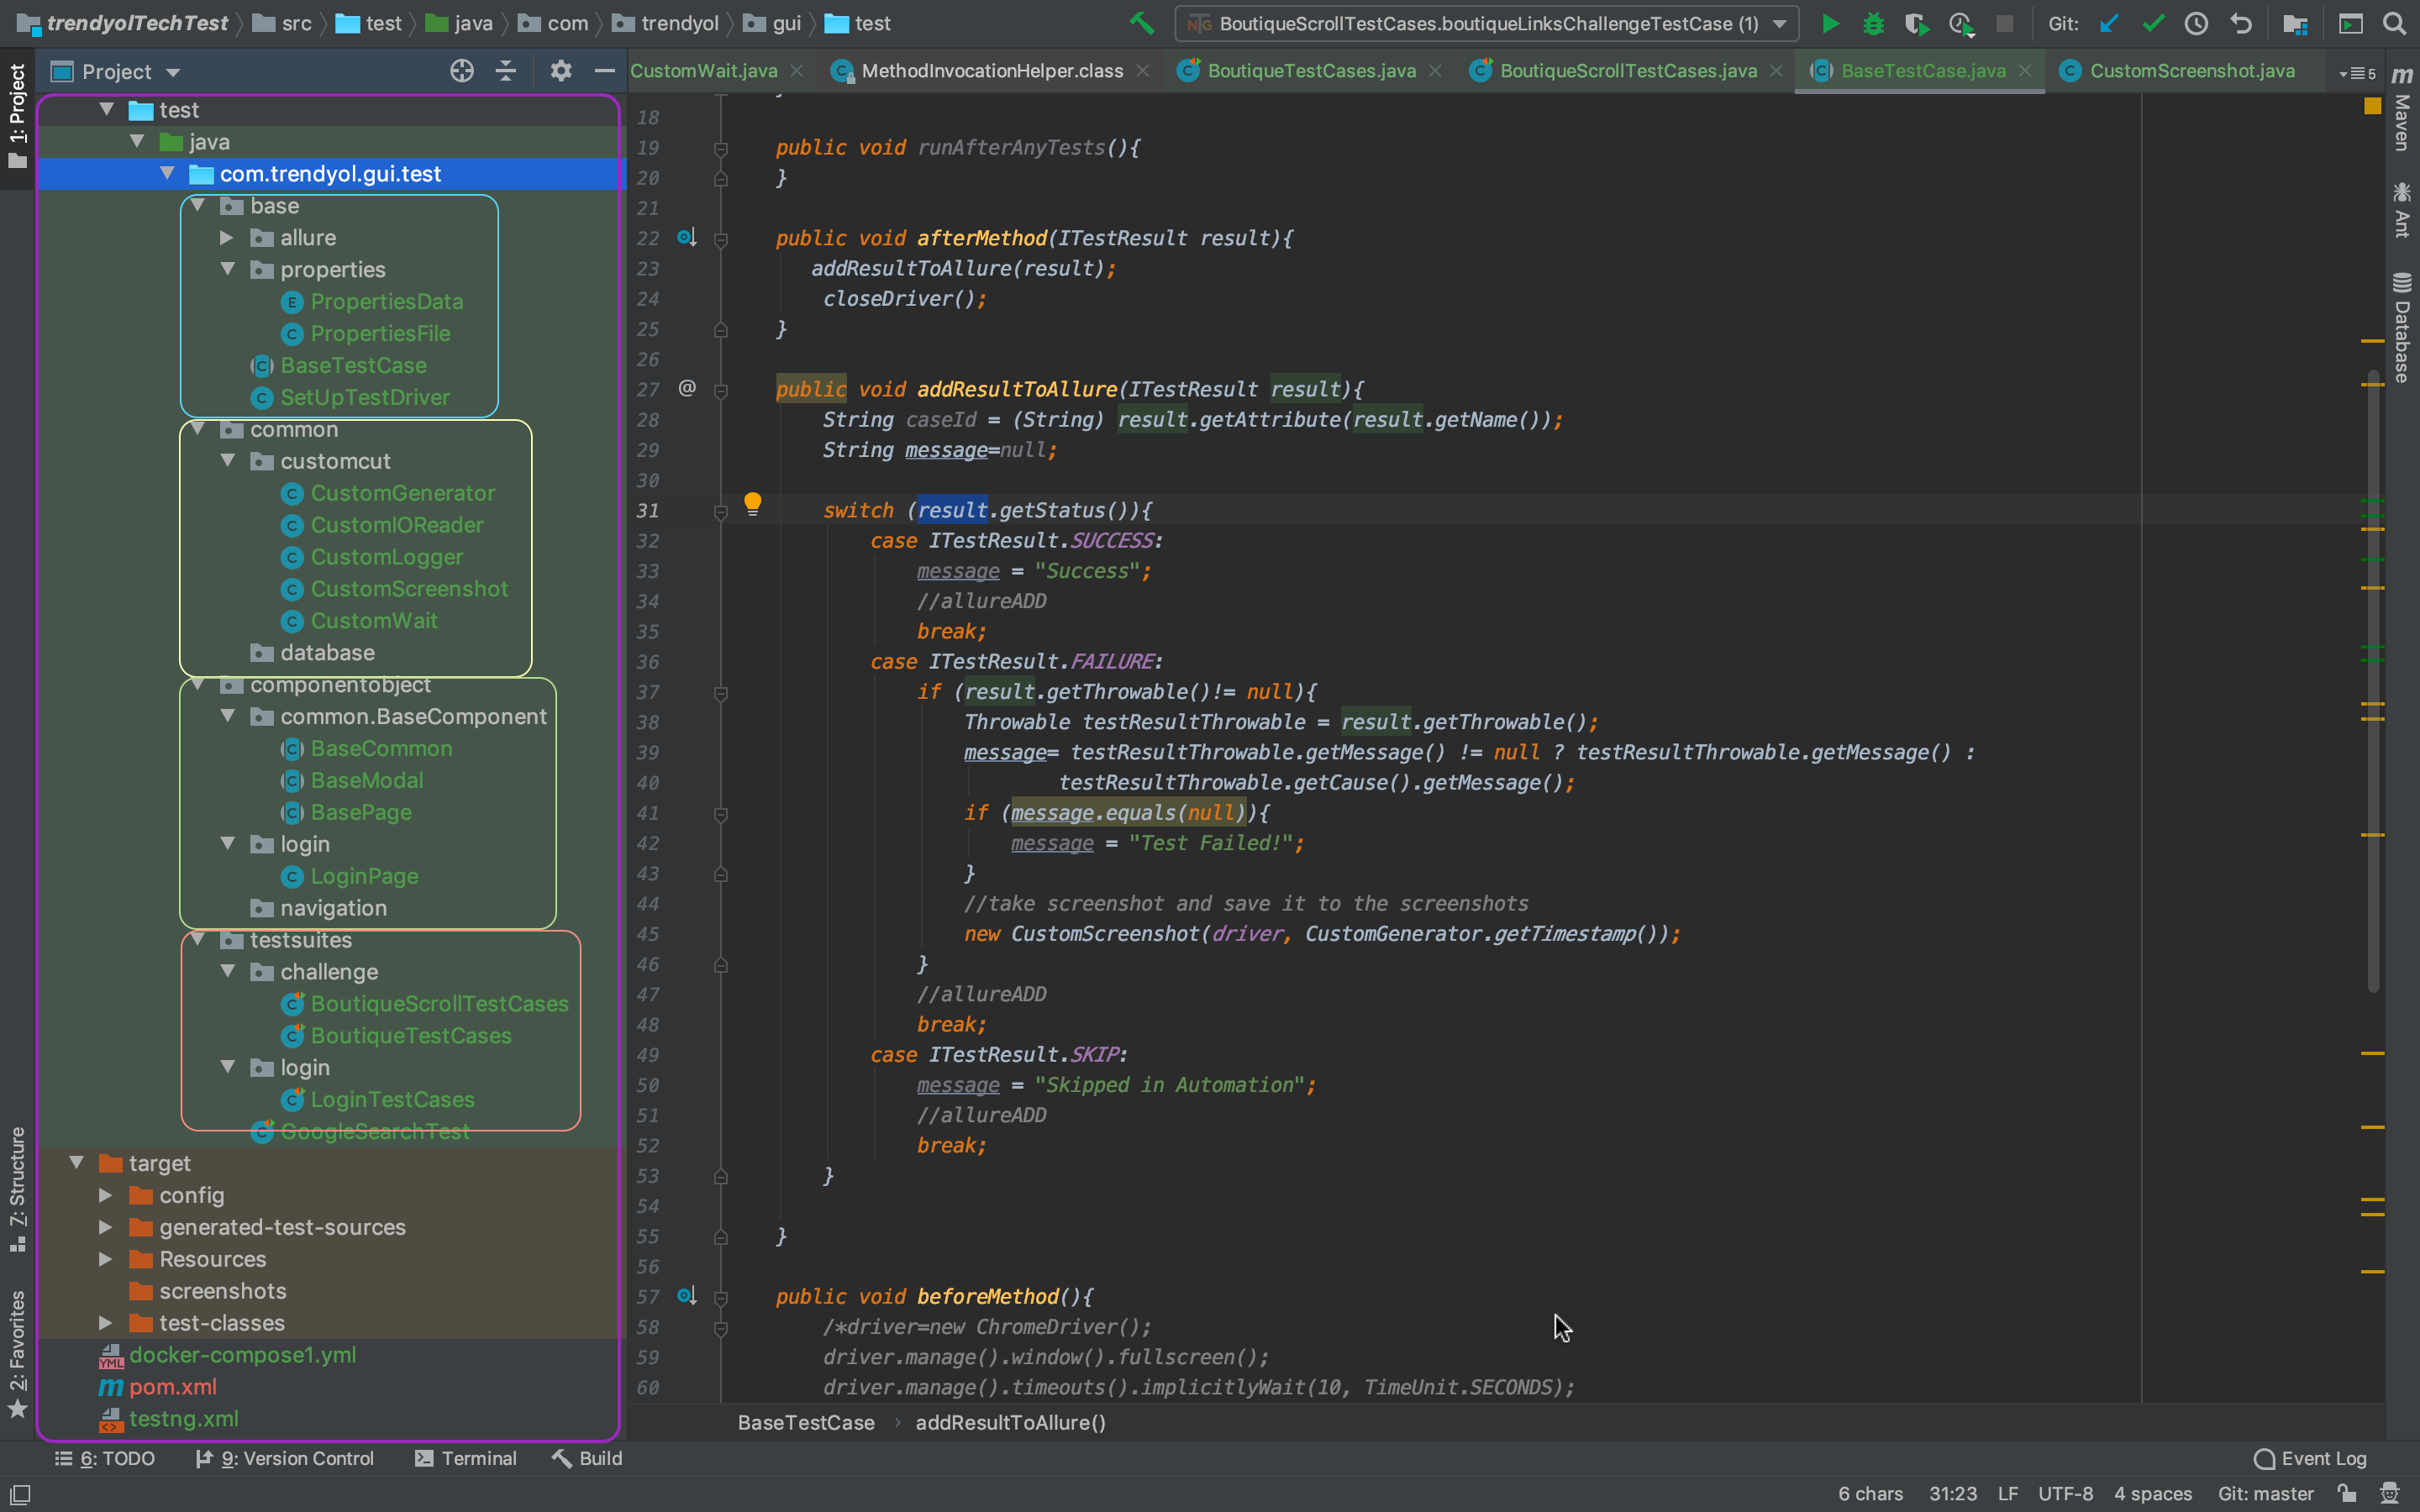 trendyolTechTest src test java com trendyol gui test
BoutiqueScrollTestCases.boutiqueLinksChallengeTestCase (1)
Git:
1: Project
Project
CustomWait.java
MethodInvocationHelper.class
BoutiqueTestCases.java
BoutiqueScrollTestCases.java
BaseTestCase.java
CustomScreenshot.java
5
test
java
com.trendyol.gui.test
base
allure
properties
PropertiesData
PropertiesFile
BaseTestCase
SetUpTestDriver
common
customcut
CustomGenerator
CustomIOReader
CustomLogger
CustomScreenshot
CustomWait
database
componentobject
common.BaseComponent
BaseCommon
BaseModal
BasePage
login
LoginPage
navigation
testsuites
challenge
BoutiqueScrollTestCases
BoutiqueTestCases
login
LoginTestCases
GoogleSearchTest
target
config
generated-test-sources
Resources
screenshots
test-classes
docker-compose1.yml
pom.xml
testng.xml
7: Structure
2: Favorites
18
19 public void runAfterAnyTests(){
20 }
21
22 public void afterMethod(ITestResult result){
23 addResultToAllure(result);
24 closeDriver();
25 }
26
27 @ public void addResultToAllure(ITestResult result){
28 String caseId = (String) result.getAttribute(result.getName());
29 String message=null;
30
31 switch (result.getStatus()){
32 case ITestResult.SUCCESS:
33 message = "Success";
34 //allureADD
35 break;
36 case ITestResult.FAILURE:
37 if (result.getThrowable()!= null){
38 Throwable testResultThrowable = result.getThrowable();
39 message= testResultThrowable.getMessage() != null ? testResultThrowable.getMessage() :
40 testResultThrowable.getCause().getMessage();
41 if (message.equals(null)){
42 message = "Test Failed!";
43 }
44 //take screenshot and save it to the screenshots
45 new CustomScreenshot(driver, CustomGenerator.getTimestamp());
46 }
47 //allureADD
48 break;
49 case ITestResult.SKIP:
50 message = "Skipped in Automation";
51 //allureADD
52 break;
53 }
54
55 }
56
57 public void beforeMethod(){
58 /*driver=new ChromeDriver();
59 driver.manage().window().fullscreen();
60 driver.manage().timeouts().implicitlyWait(10, TimeUnit.SECONDS);
BaseTestCase › addResultToAllure()
Maven
Ant
Database
6: TODO
9: Version Control
Terminal
Build
Event Log
6 chars 31:23 LF UTF-8 4 spaces Git: master